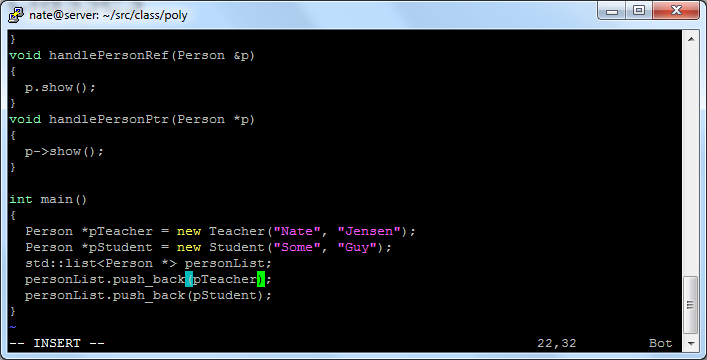 nate@server: ~/src/class/poly
}
void handlePersonRef(Person &p)
{
  p.show();
}
void handlePersonPtr(Person *p)
{
  p->show();
}

int main()
{
  Person *pTeacher = new Teacher("Nate", "Jensen");
  Person *pStudent = new Student("Some", "Guy");
  std::list<Person *> personList;
  personList.push_back(pTeacher);
  personList.push_back(pStudent);
}
~
-- INSERT -- 22,32 Bot